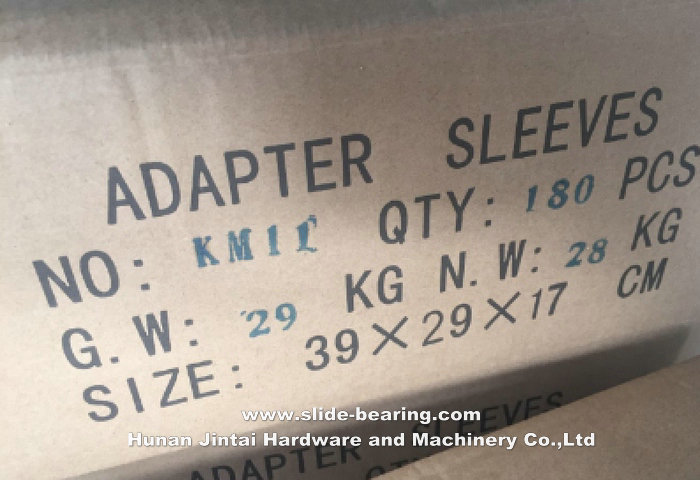 ADAPTER SLEEVES
NO: KM11 QTY: 180 PCS
G.W: 29 KG N.W: 28 KG
SIZE: 39×29×17 CM
www.slide-bearing.com
SLEEVES
Hunan Jintai Hardware and Machinery Co.,Ltd
ADAPTER